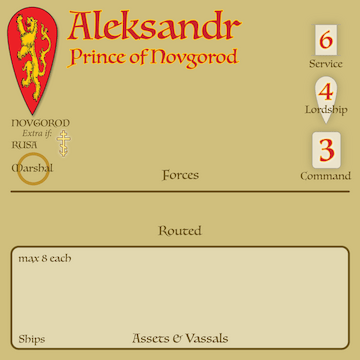 Aleksandr
Prince of Novgorod
6
Service
4
Lordship
3
Command
NOVGOROD
Extra if:
RUSA
Marshal
Forces
Routed
max 8 each
Ships
Assets & Vassals